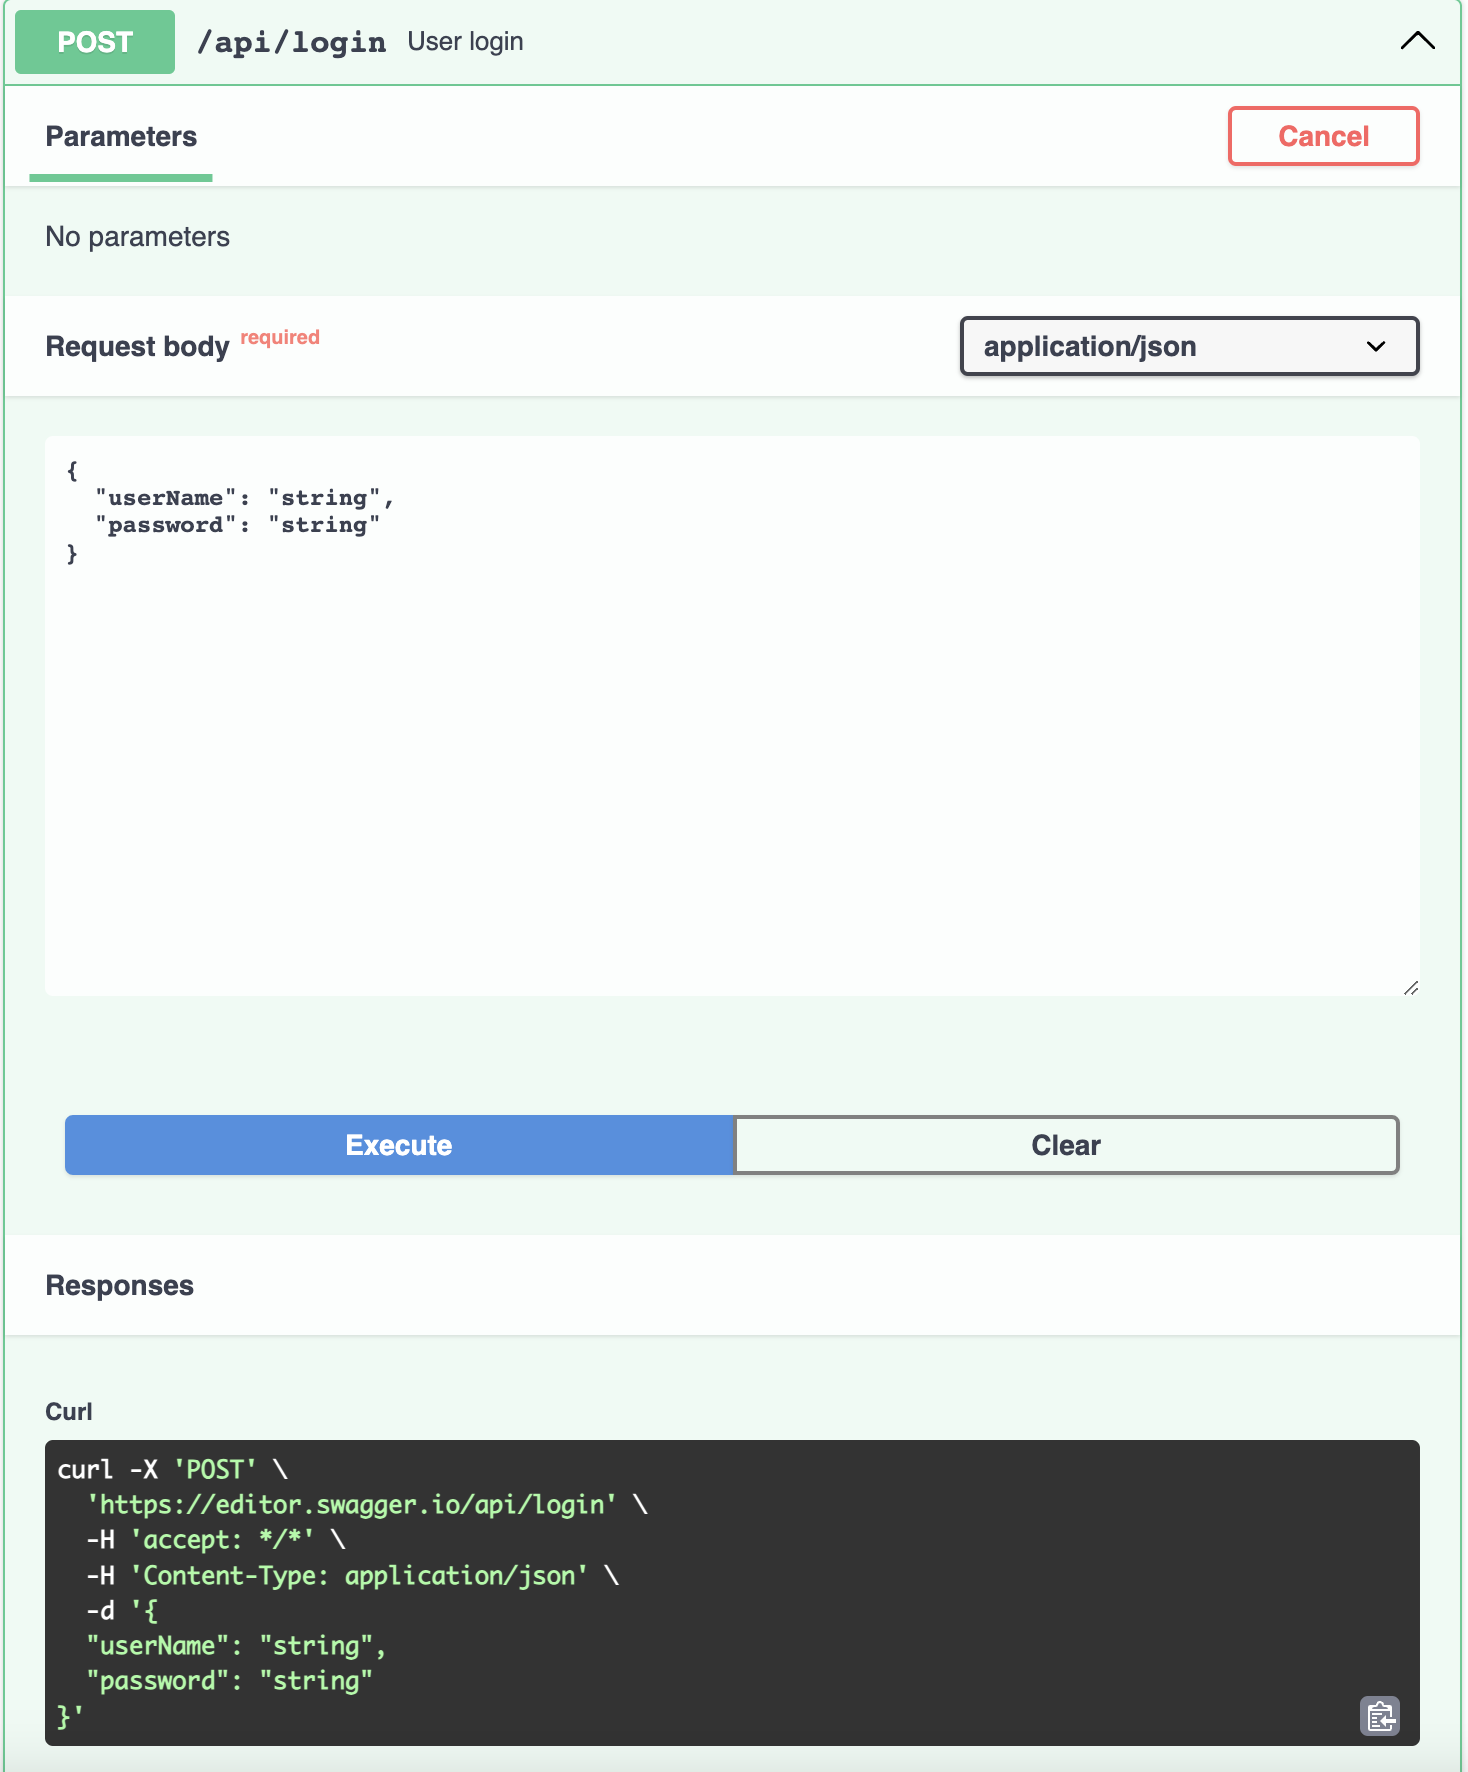 POST /api/login User login
Parameters
Cancel
No parameters
Request body required
application/json
{
  "userName": "string",
  "password": "string"
}
Execute
Clear
Responses
Curl
curl -X 'POST' \
  'https://editor.swagger.io/api/login' \
  -H 'accept: */*' \
  -H 'Content-Type: application/json' \
  -d '{
  "userName": "string",
  "password": "string"
}'